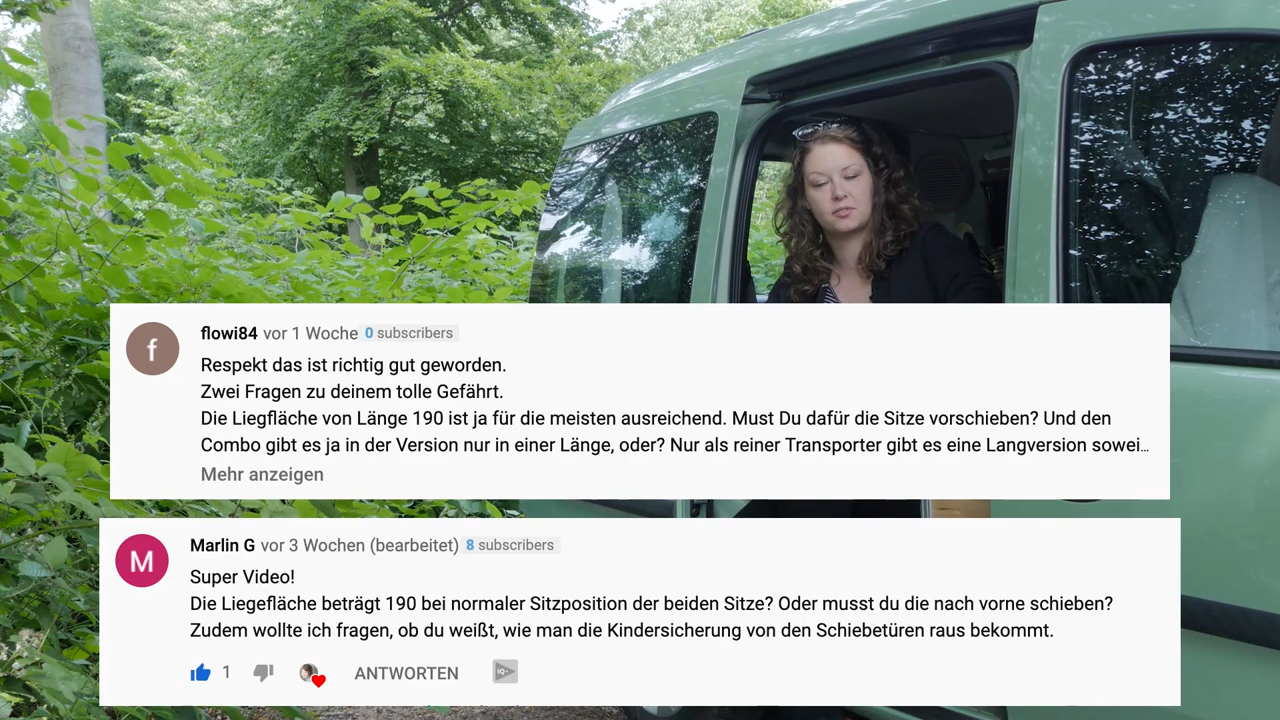 f
flowi84 vor 1 Woche 0 subscribers
Respekt das ist richtig gut geworden.
Zwei Fragen zu deinem tolle Gefährt.
Die Liegfläche von Länge 190 ist ja für die meisten ausreichend. Must Du dafür die Sitze vorschieben? Und den
Combo gibt es ja in der Version nur in einer Länge, oder? Nur als reiner Transporter gibt es eine Langversion sowei…
Mehr anzeigen
M
Marlin G vor 3 Wochen (bearbeitet) 8 subscribers
Super Video!
Die Liegefläche beträgt 190 bei normaler Sitzposition der beiden Sitze? Oder musst du die nach vorne schieben?
Zudem wollte ich fragen, ob du weißt, wie man die Kindersicherung von den Schiebetüren raus bekommt.
1 ANTWORTEN IQ+